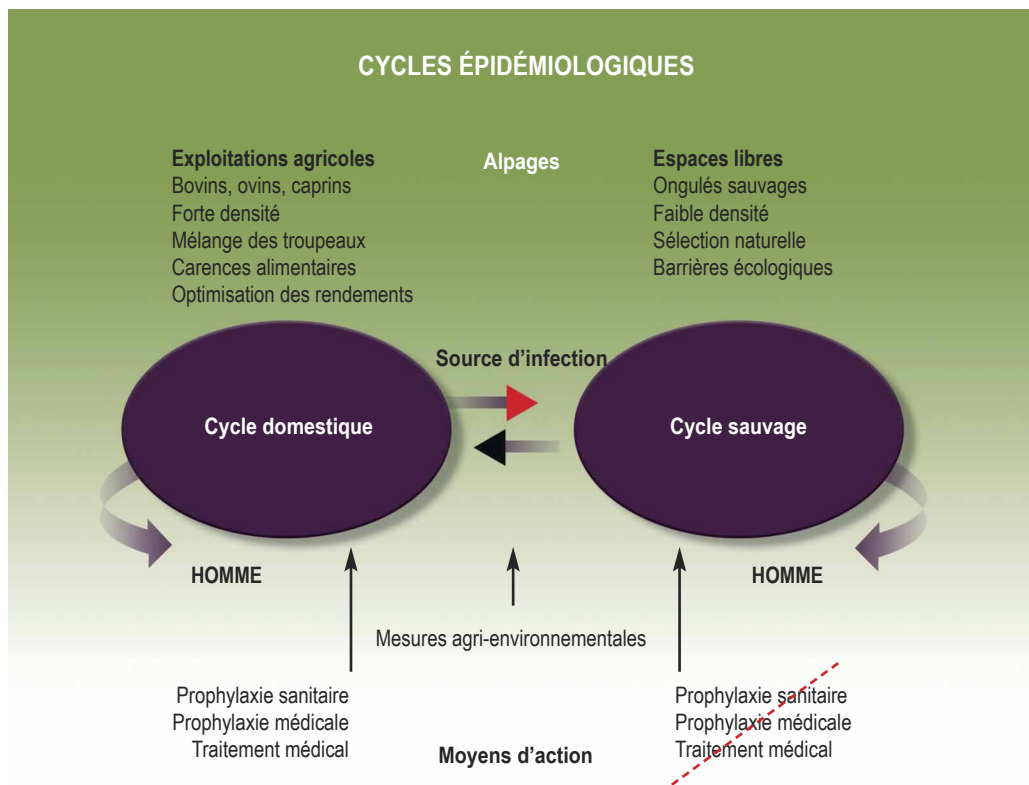 CYCLES ÉPIDÉMIOLOGIQUES
Exploitations agricoles
Bovins, ovins, caprins
Forte densité
Mélange des troupeaux
Carences alimentaires
Optimisation des rendements
Alpages
Espaces libres
Ongulés sauvages
Faible densité
Sélection naturelle
Barrières écologiques
Source d'infection
Cycle domestique
Cycle sauvage
HOMME
HOMME
Mesures agri-environnementales
Prophylaxie sanitaire
Prophylaxie médicale
Traitement médical
Moyens d'action
Prophylaxie sanitaire
Prophylaxie médicale
Traitement médical